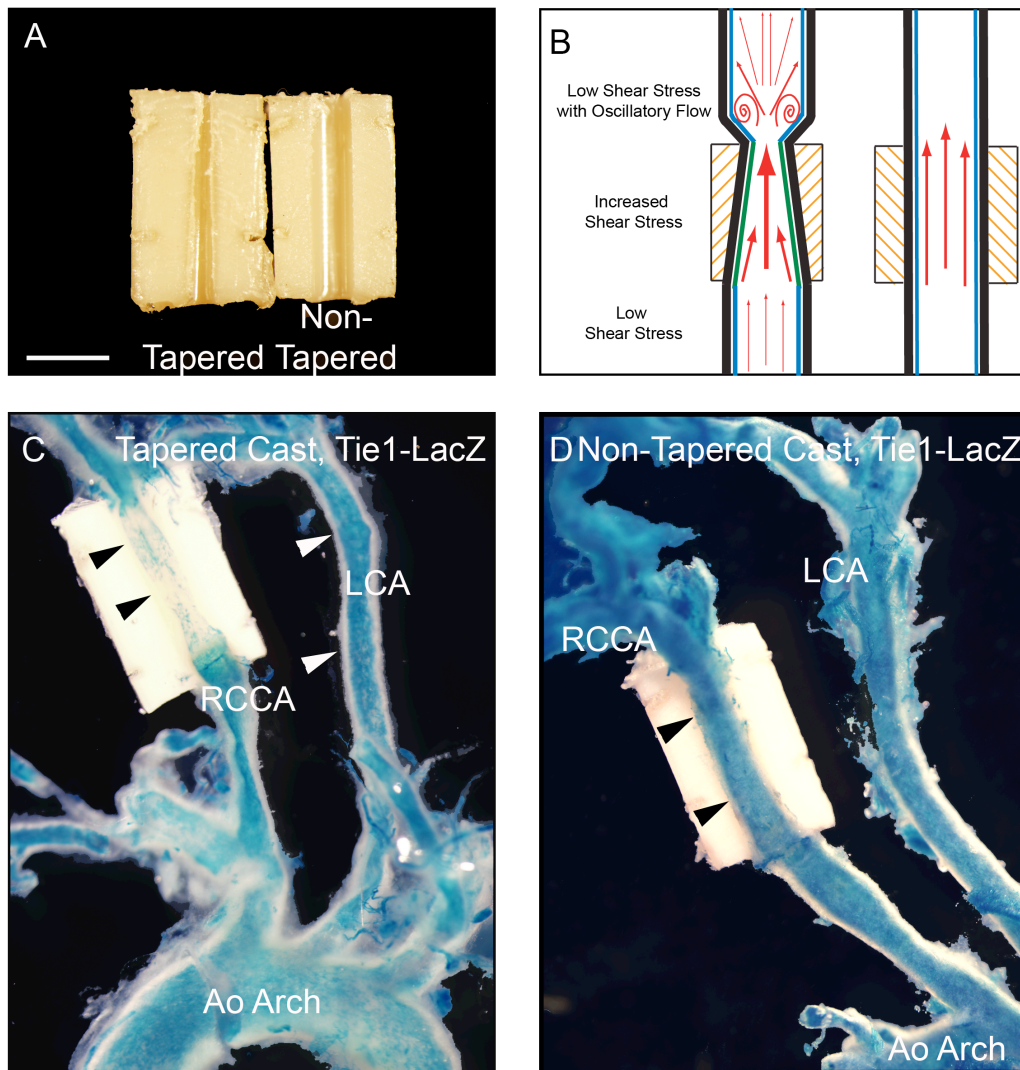 A
Non-
Tapered Tapered
B
Low Shear Stress
with Oscillatory Flow
Increased
Shear Stress
Low
Shear Stress
C Tapered Cast, Tie1-LacZ
LCA
RCCA
Ao Arch
D Non-Tapered Cast, Tie1-LacZ
LCA
RCCA
Ao Arch